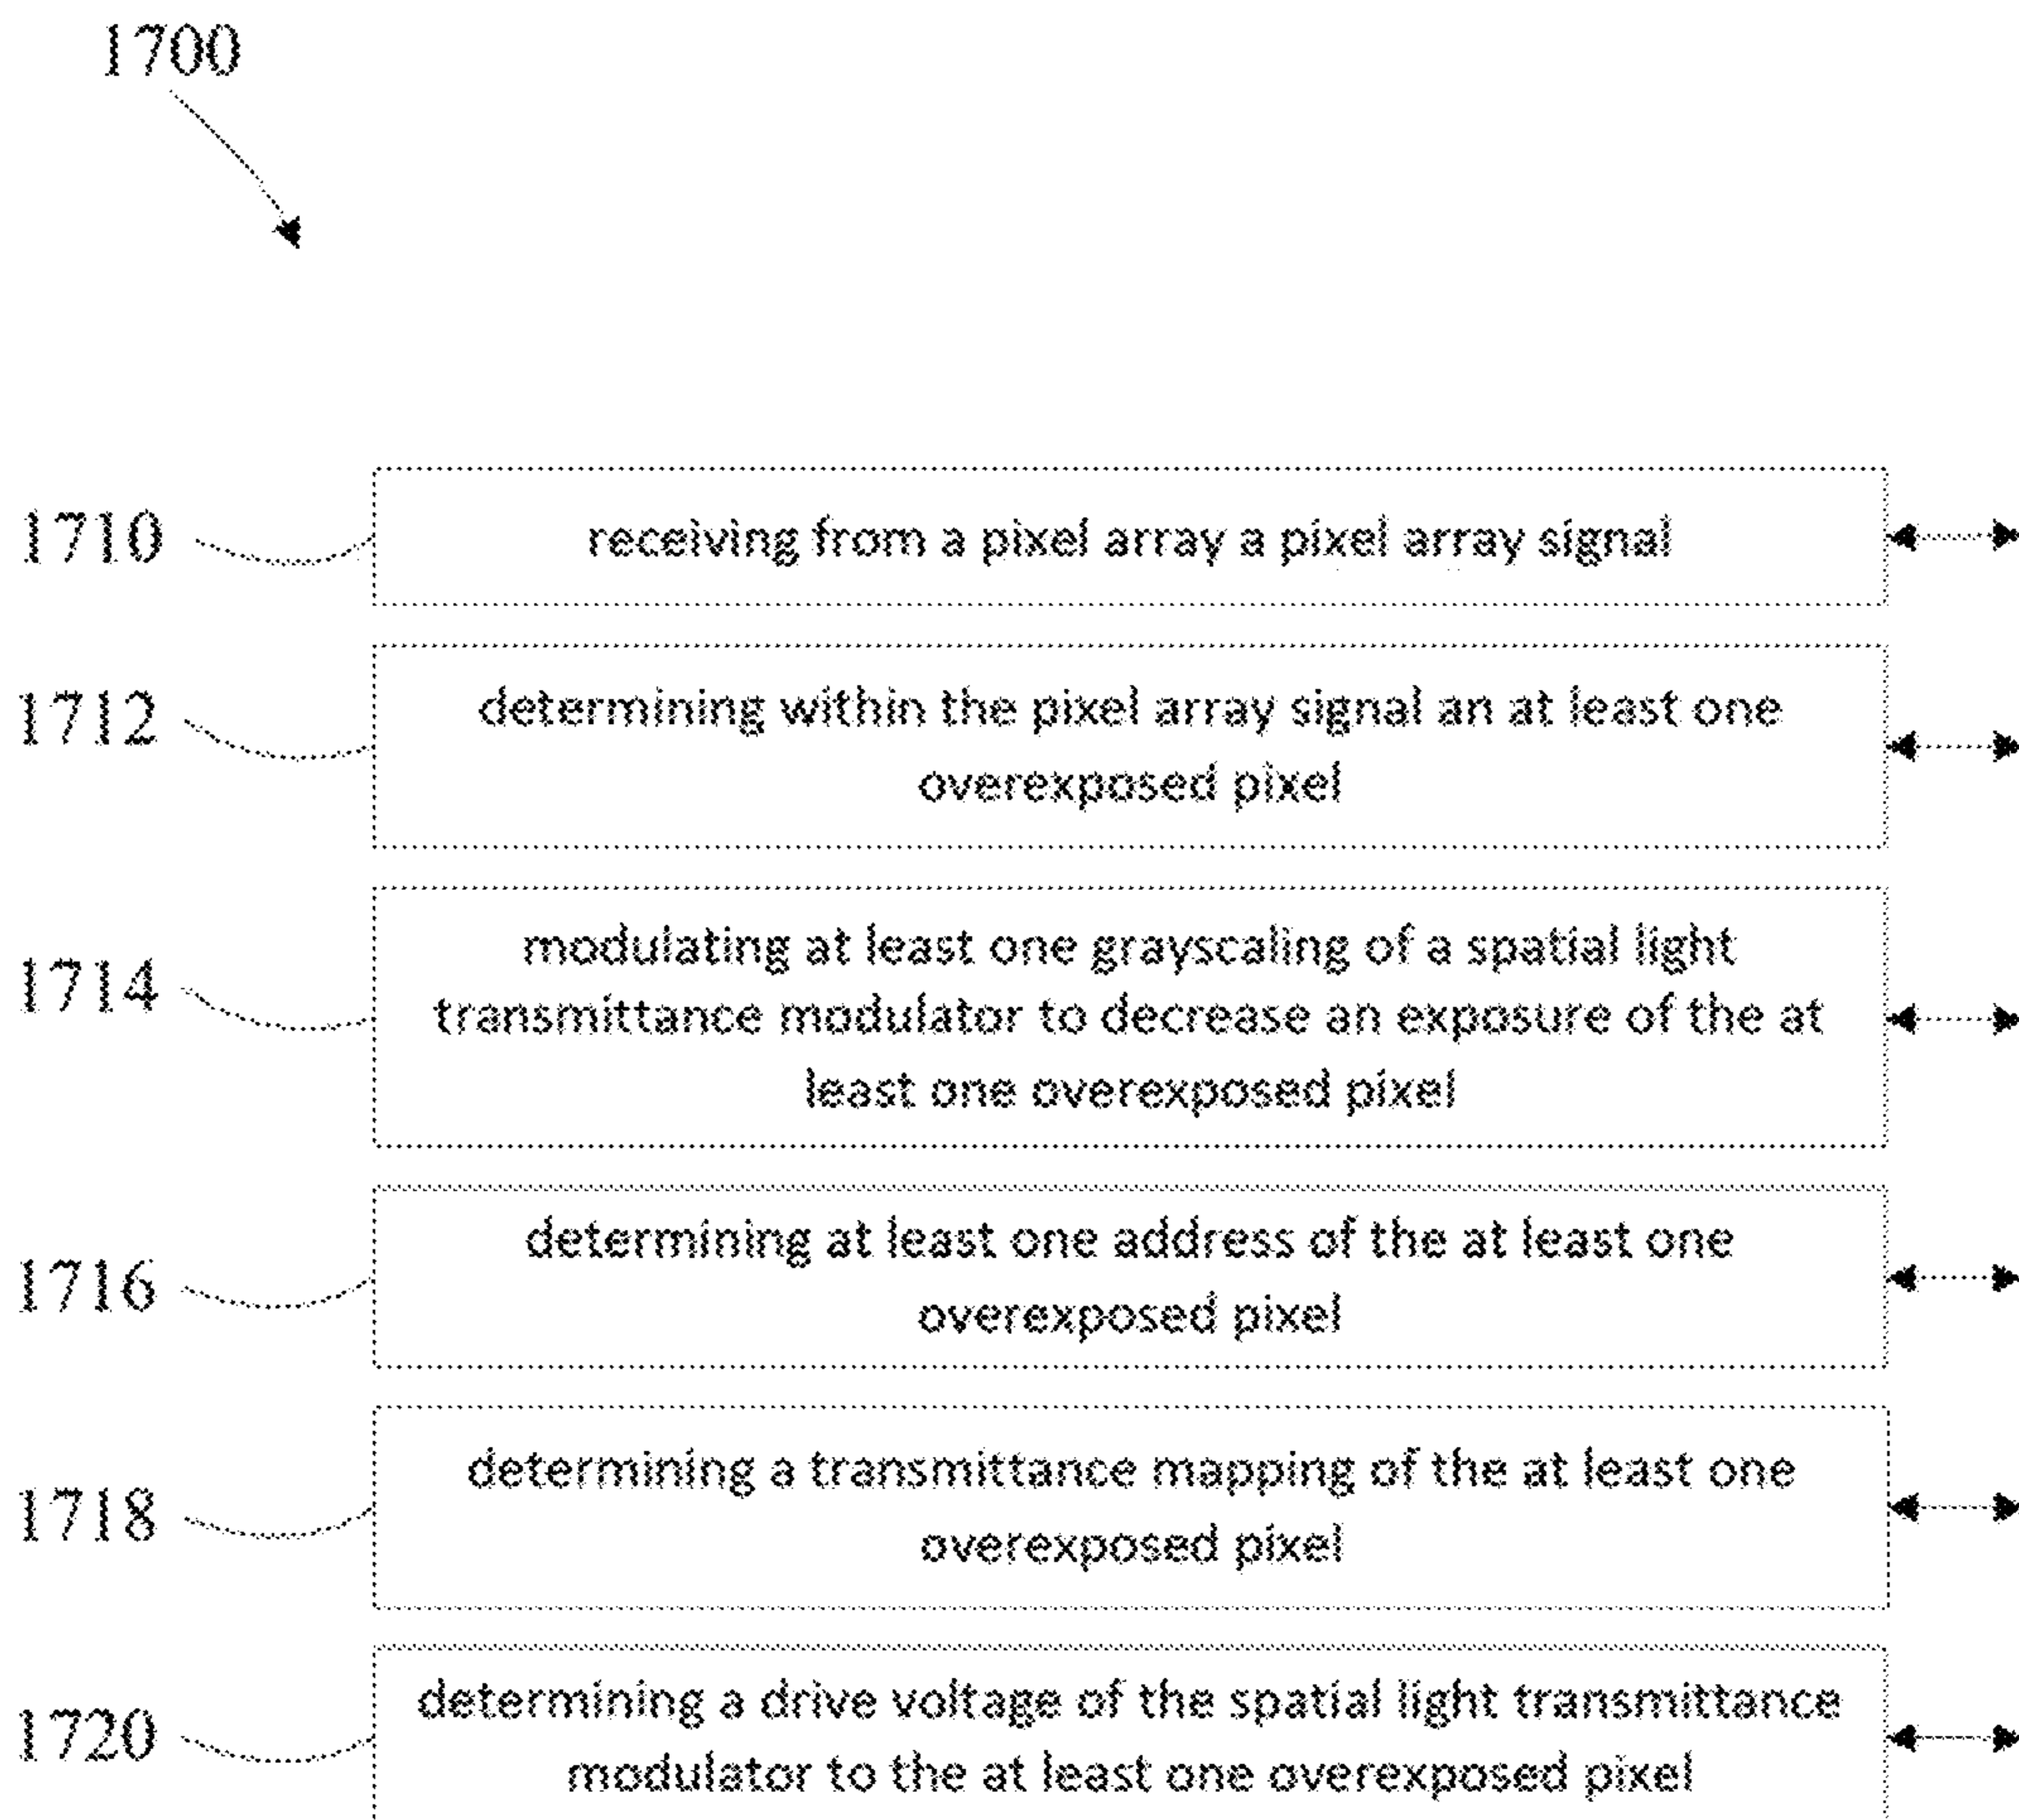 1700
1710
receiving from a pixel array a pixel array signal
1712
determining within the pixel array signal an at least one
overexposed pixel
1714
modulating at least one grayscaling of a spatial light
transmittance modulator to decrease an exposure of the at
least one overexposed pixel
1716
determining at least one address of the at least one
overexposed pixel
1718
determining a transmittance mapping of the at least one
overexposed pixel
1720
determining a drive voltage of the spatial light transmittance
modulator to the at least one overexposed pixel